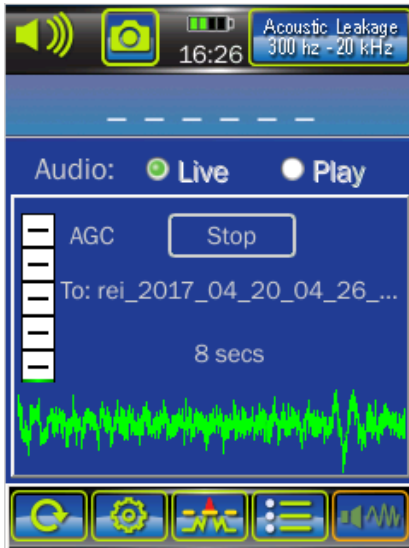 16:26
Acoustic Leakage
300 hz - 20 kHz
– – – – – –
Audio: Live Play
AGC Stop
To: rei_2017_04_20_04_26_...
8 secs